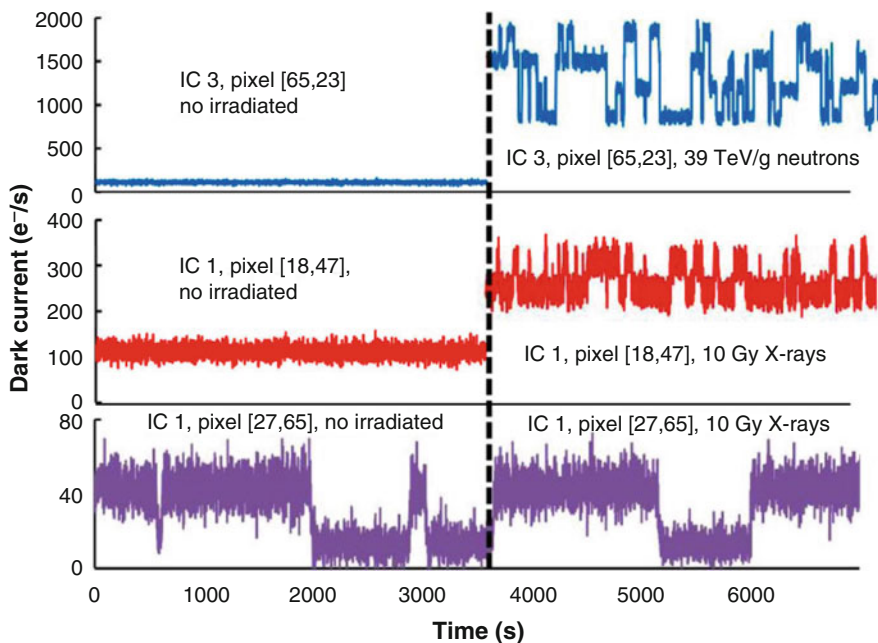 2000
1500
1000
500
0
IC 3, pixel [65,23]
no irradiated
IC 3, pixel [65,23], 39 TeV/g neutrons
400
300
200
100
0
IC 1, pixel [18,47],
no irradiated
IC 1, pixel [18,47], 10 Gy X-rays
80
40
0
IC 1, pixel [27,65], no irradiated
IC 1, pixel [27,65], 10 Gy X-rays
Dark current (e⁻/s)
0 1000 2000 3000 4000 5000 6000
Time (s)